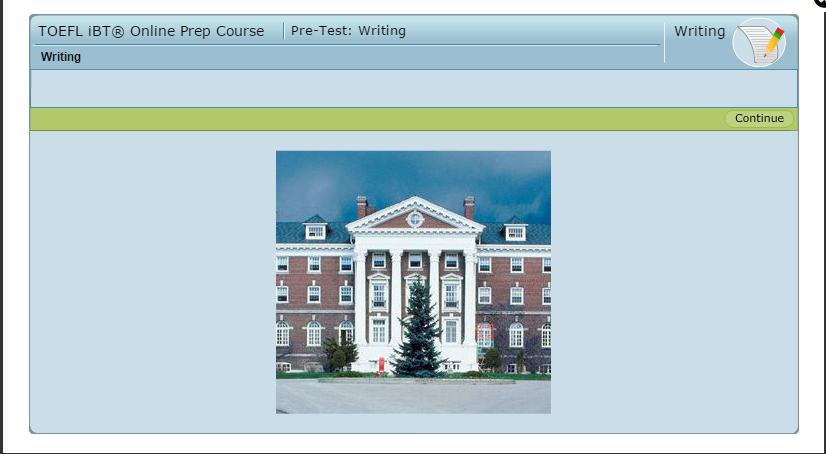 TOEFL iBT® Online Prep Course Pre-Test: Writing Writing
Writing
Continue